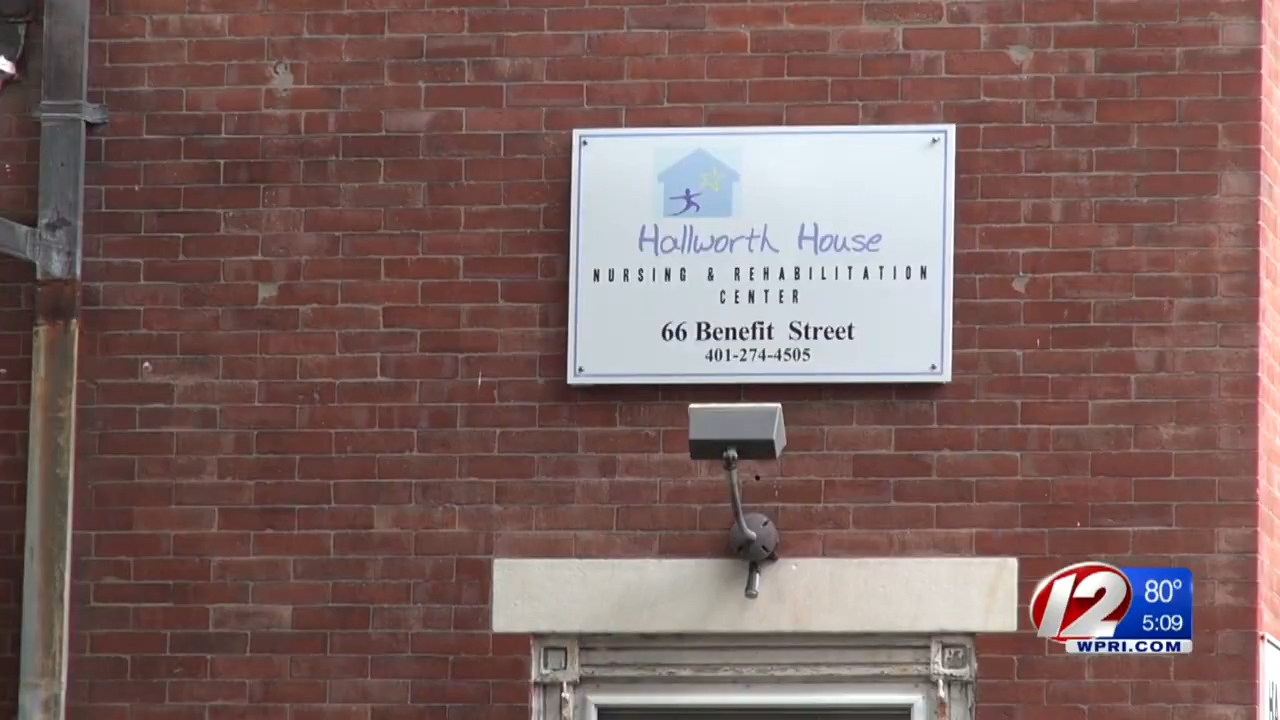 Hallworth House
NURSING & REHABILITATION
CENTER
66 Benefit Street
401-274-4505
12
80°
5:09
WPRI.COM